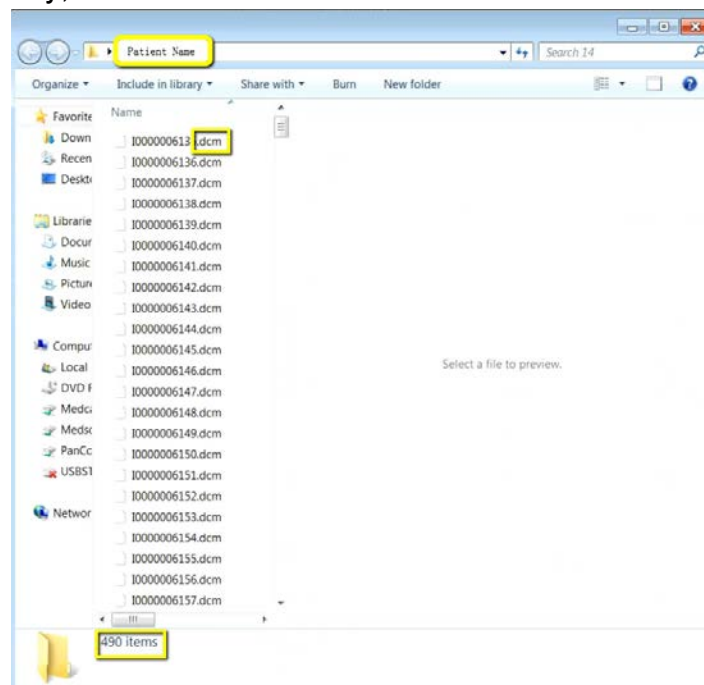 Patient Name
Search 14
Organize
Include in library
Share with
Burn
New folder
Name
Favorite
Down
Recen
Deskt
Librarie
Docur
Music
Picture
Video
Compu
Local
DVD
Medc
Medsc
PanCc
USBST
Networ
I000000613 .dcm
I0000006136.dcm
I0000006137.dcm
I0000006138.dcm
I0000006139.dcm
I0000006140.dcm
I0000006141.dcm
I0000006142.dcm
I0000006143.dcm
I0000006144.dcm
I0000006145.dcm
I0000006146.dcm
I0000006147.dcm
I0000006148.dcm
I0000006149.dcm
I0000006150.dcm
I0000006151.dcm
I0000006152.dcm
I0000006153.dcm
I0000006154.dcm
I0000006155.dcm
I0000006156.dcm
I0000006157.dcm
Select a file to preview.
490 items